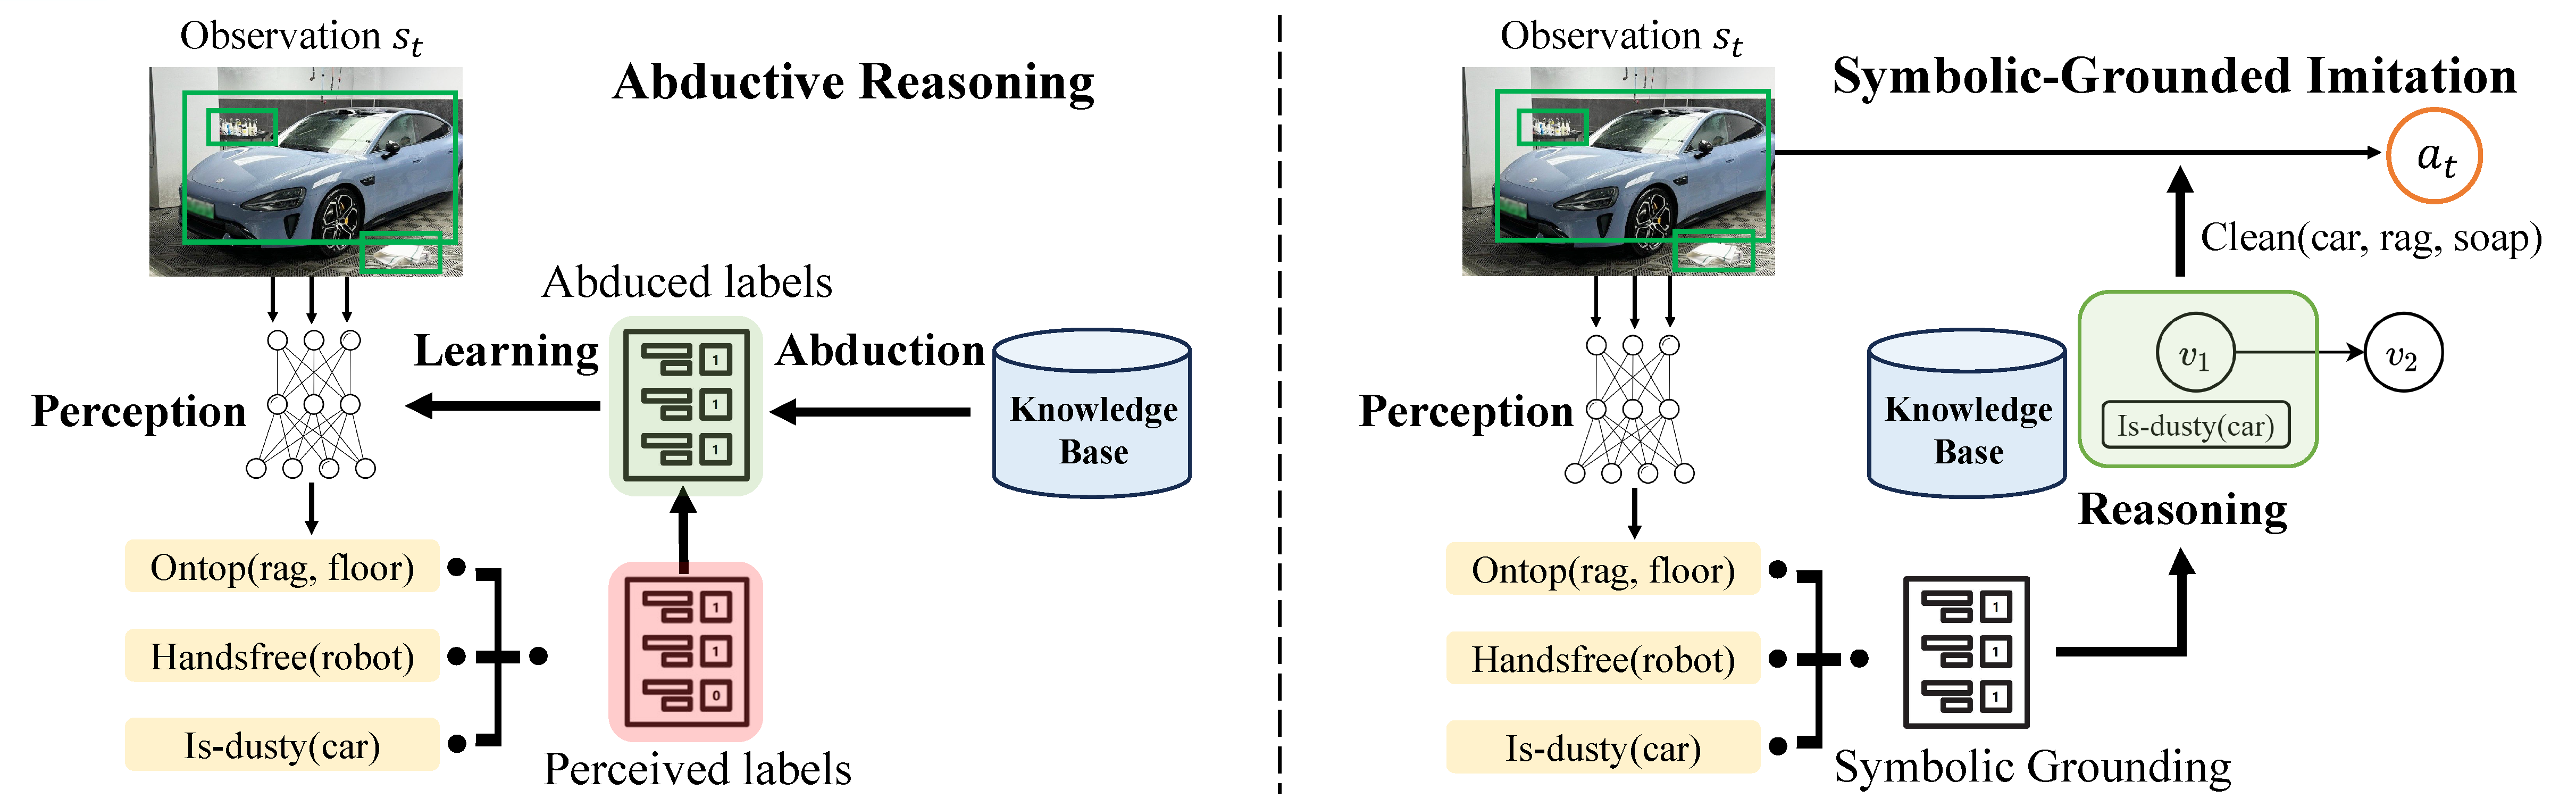 Observation s_t
Abductive Reasoning
Abduced labels
Learning
Abduction
Perception
Knowledge
Base
1
1
1
Ontop(rag, floor)
Handsfree(robot)
Is-dusty(car)
1
1
0
Perceived labels
Observation s_t
Symbolic-Grounded Imitation
a_t
Clean(car, rag, soap)
v_1
v_2
Is-dusty(car)
Perception
Knowledge
Base
Reasoning
Ontop(rag, floor)
Handsfree(robot)
Is-dusty(car)
1
1
1
Symbolic Grounding